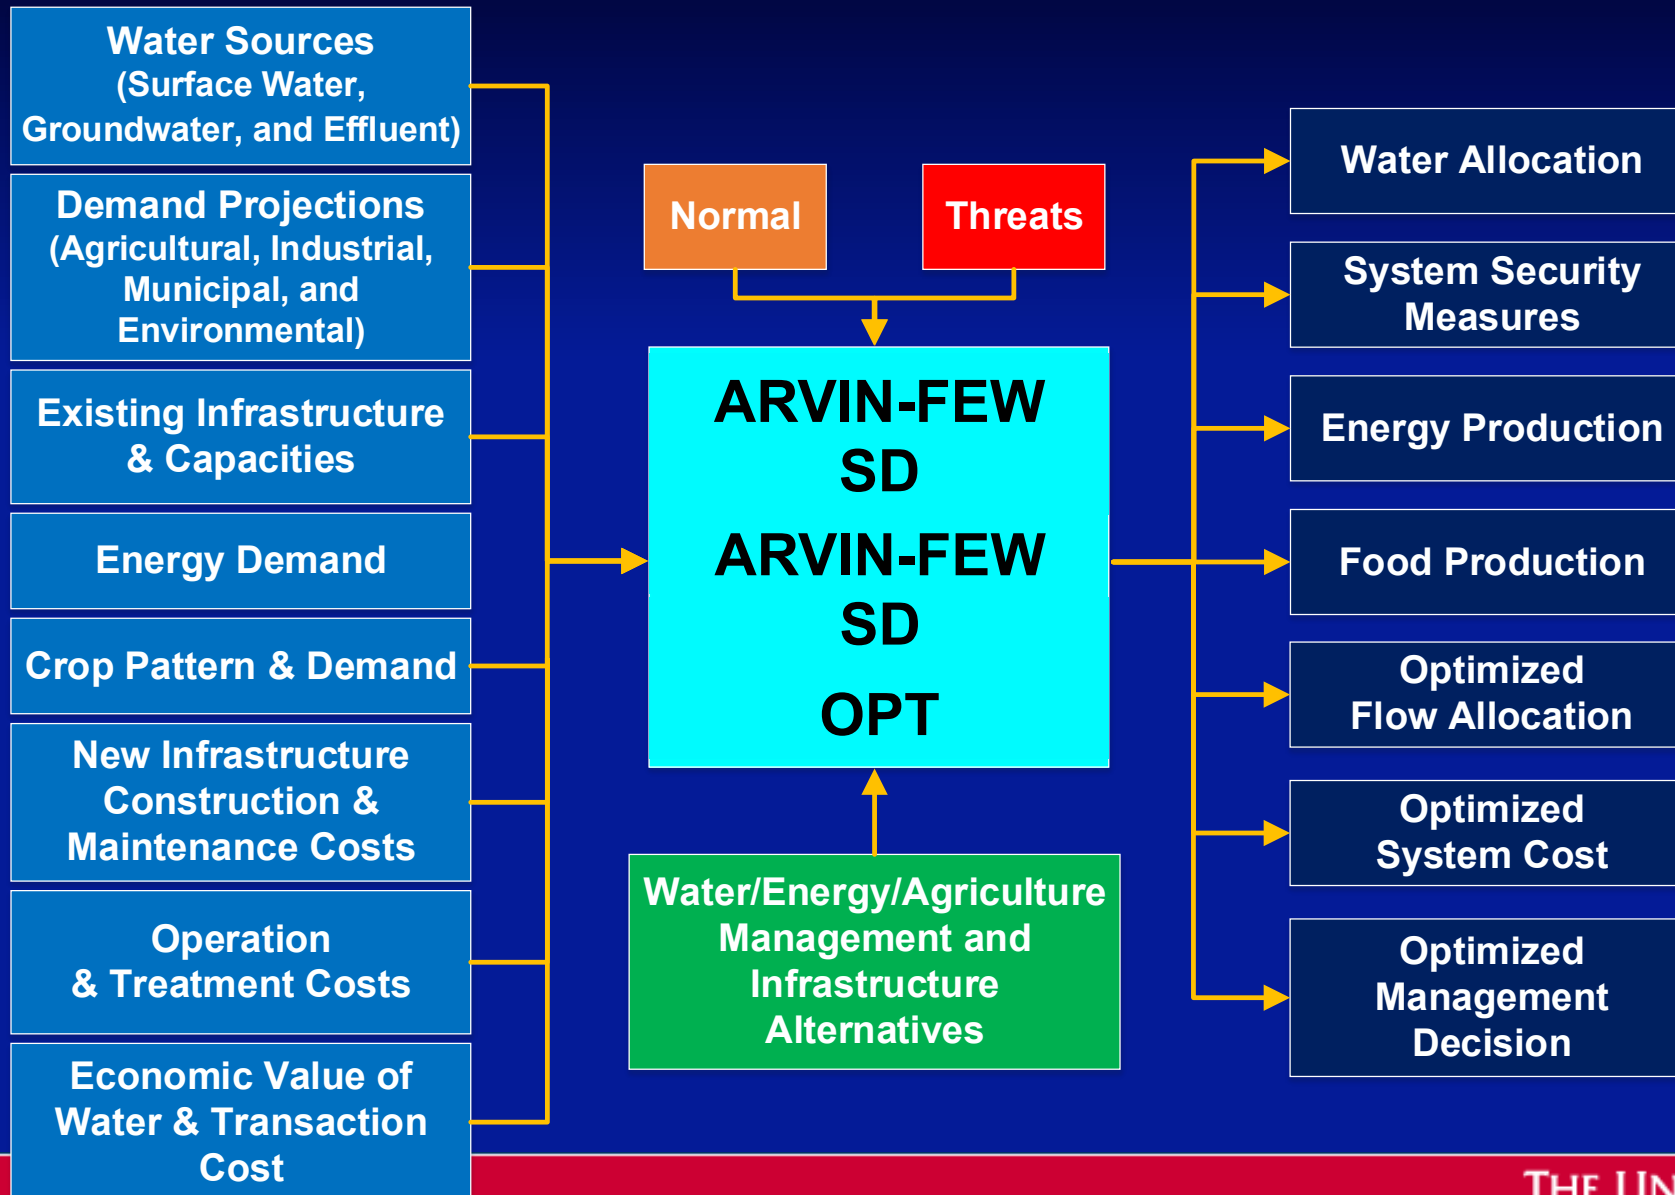 Water Sources
(Surface Water,
Groundwater, and Effluent)
Demand Projections
(Agricultural, Industrial,
Municipal, and
Environmental)
Existing Infrastructure
& Capacities
Energy Demand
Crop Pattern & Demand
New Infrastructure
Construction &
Maintenance Costs
Operation
& Treatment Costs
Economic Value of
Water & Transaction
Cost
Normal
Threats
ARVIN-FEW
SD
ARVIN-FEW
SD
OPT
Water/Energy/Agriculture
Management and
Infrastructure
Alternatives
Water Allocation
System Security
Measures
Energy Production
Food Production
Optimized
Flow Allocation
Optimized
System Cost
Optimized
Management
Decision
THE